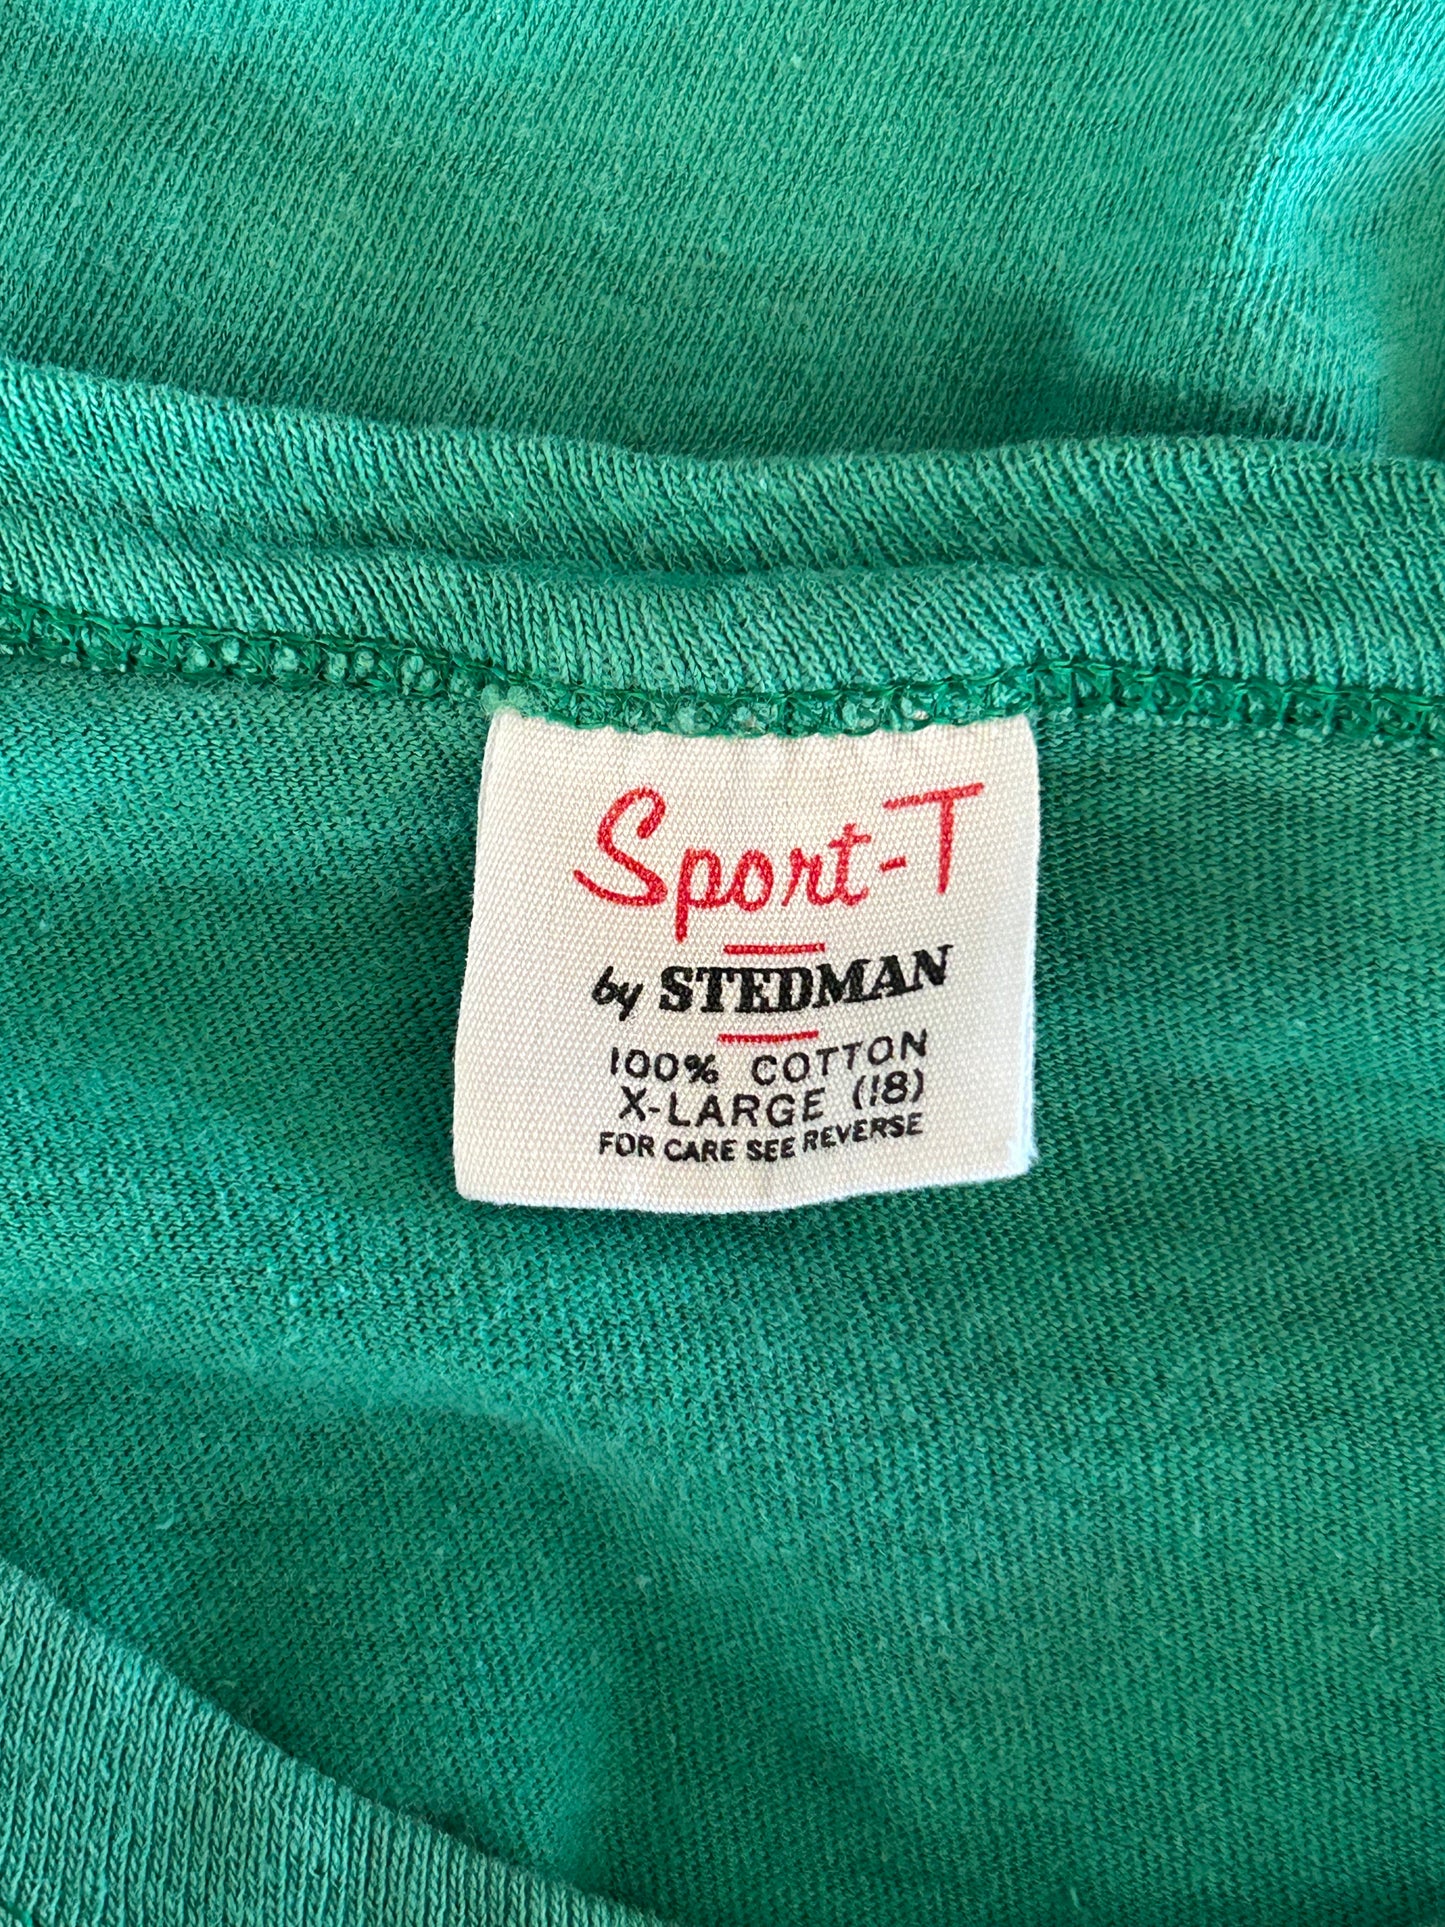 Sport-T
by STEDMAN
100% COTTON
X-LARGE (18)
FOR CARE SEE REVERSE